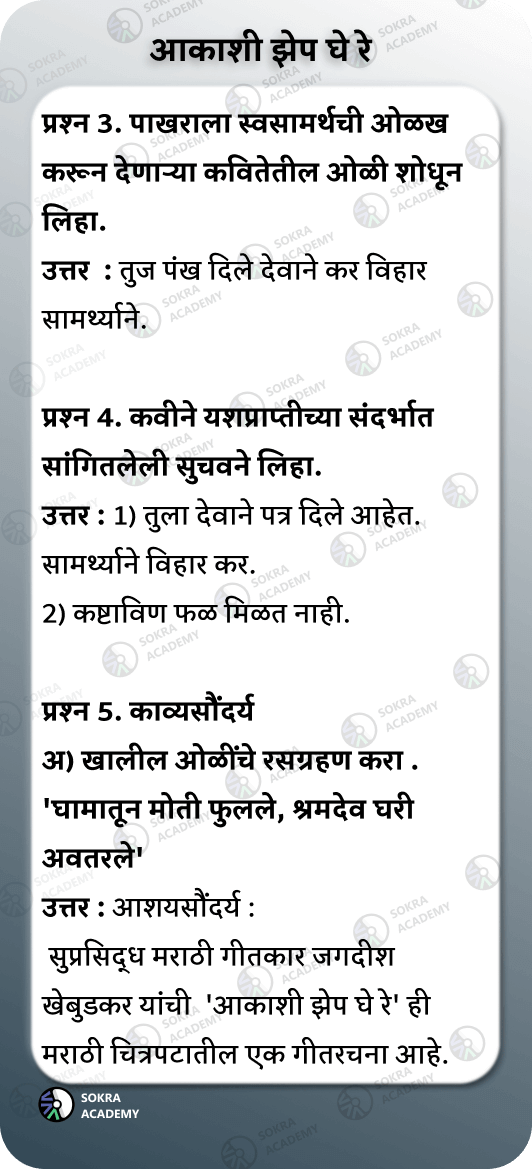 आकाशी झेप घे रे
प्रश्न 3. पाखराला स्वसामर्थची ओळख
करून देणाऱ्या कवितेतील ओळी शोधून
लिहा.
उत्तर : तुज पंख दिले देवाने कर विहार
सामर्थ्याने.
प्रश्न 4. कवीने यशप्राप्तीच्या संदर्भात
सांगितलेली सुचवने लिहा.
उत्तर : 1) तुला देवाने पत्र दिले आहेत.
सामर्थ्याने विहार कर.
2) कष्टाविण फळ मिळत नाही.
प्रश्न 5. काव्यसौंदर्य
अ) खालील ओळींचे रसग्रहण करा .
'घामातून मोती फुलले, श्रमदेव घरी
अवतरले'
उत्तर : आशयसौंदर्य :
सुप्रसिद्ध मराठी गीतकार जगदीश
खेबुडकर यांची 'आकाशी झेप घे रे' ही
मराठी चित्रपटातील एक गीतरचना आहे.
SOKRA
ACADEMY